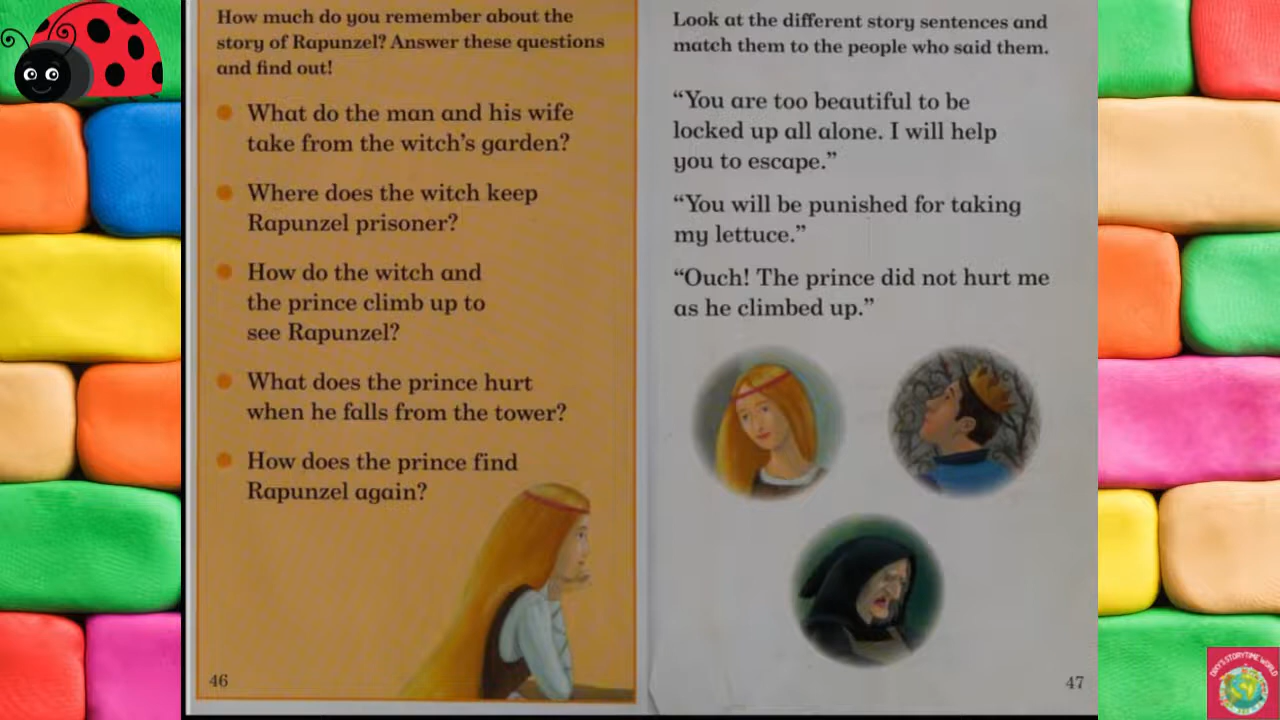 How much do you remember about the
story of Rapunzel? Answer these questions
and find out!
What do the man and his wife
take from the witch's garden?
Where does the witch keep
Rapunzel prisoner?
How do the witch and
the prince climb up to
see Rapunzel?
What does the prince hurt
when he falls from the tower?
How does the prince find
Rapunzel again?
46
Look at the different story sentences and
match them to the people who said them.
“You are too beautiful to be
locked up all alone. I will help
you to escape.”
“You will be punished for taking
my lettuce.”
“Ouch! The prince did not hurt me
as he climbed up.”
47
STORYTIME WORLD